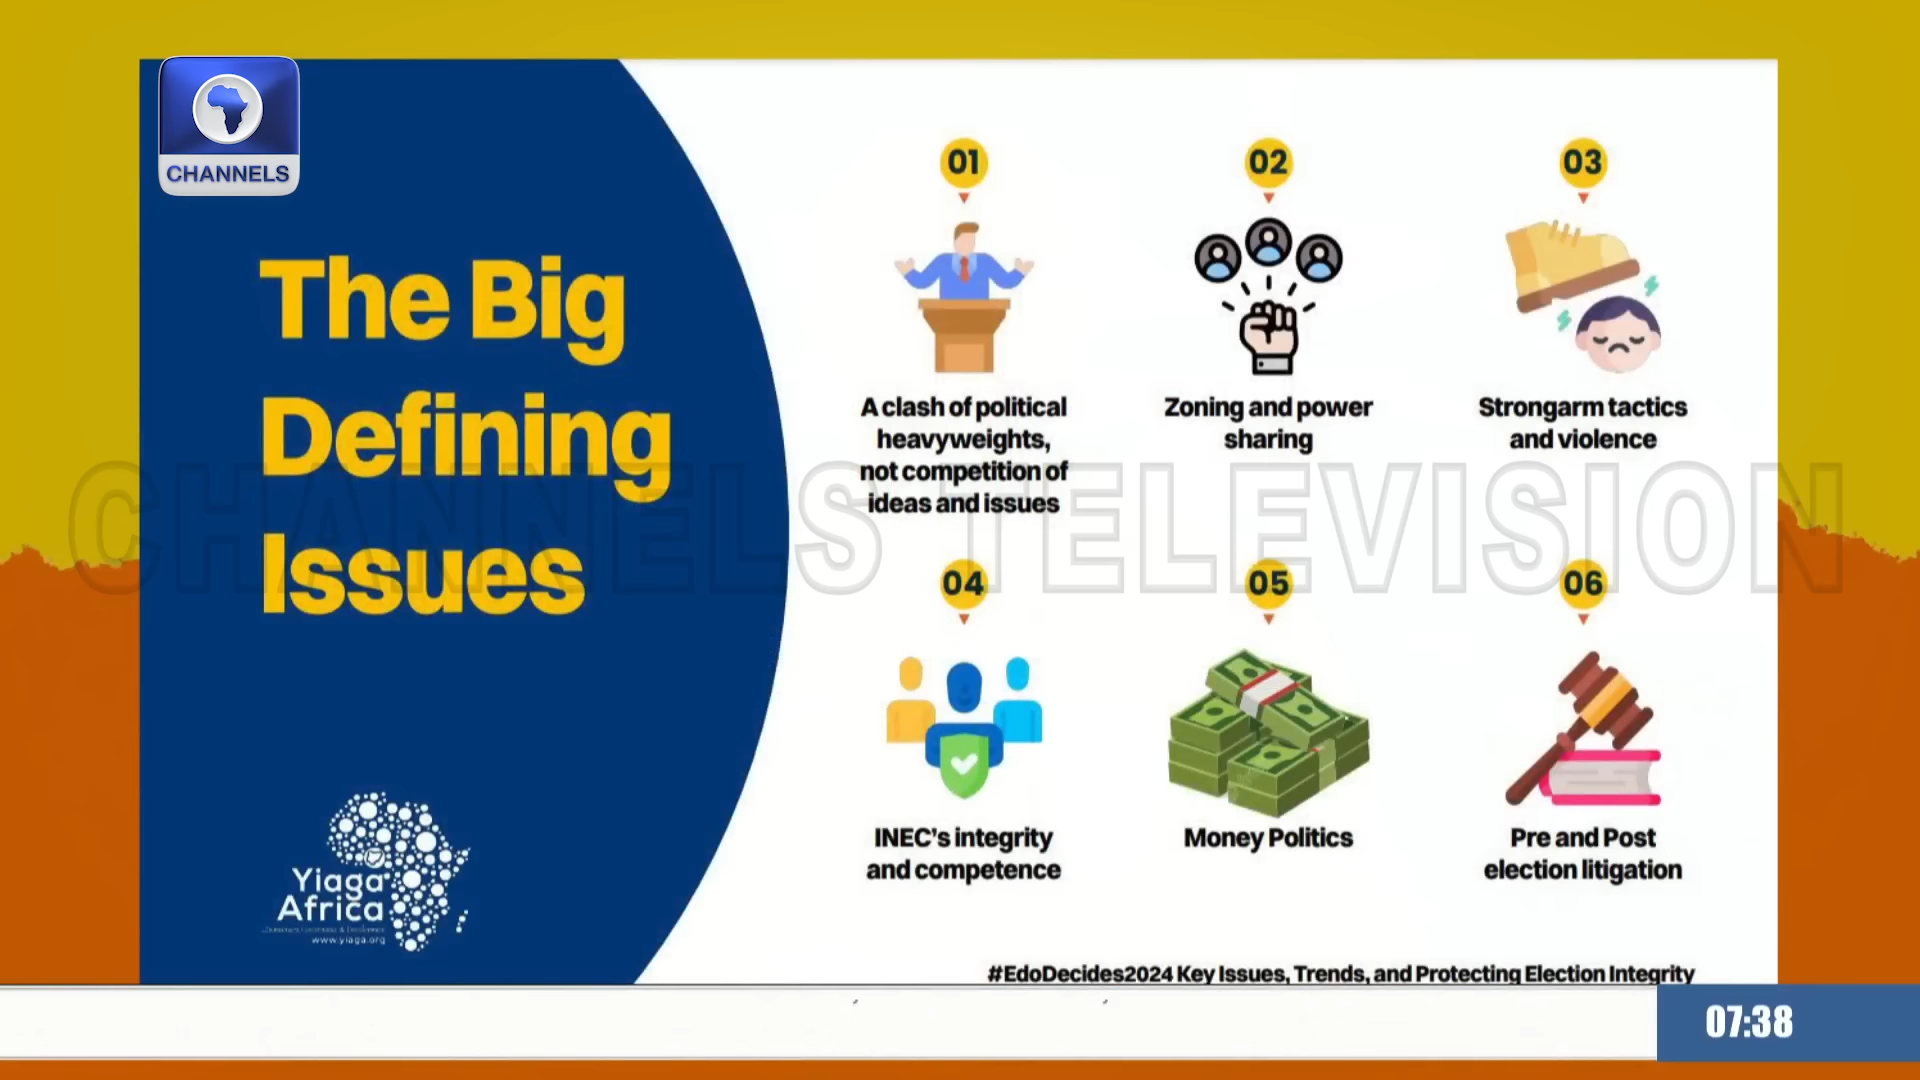 CHANNELS
The Big
Defining
Issues
01
A clash of political
heavyweights,
not competition of
ideas and issues
02
Zoning and power
sharing
03
Strongarm tactics
and violence
04
INEC's integrity
and competence
05
Money Politics
06
Pre and Post
election litigation
CHANNELS TELEVISION
Yiaga
Africa
www.yiaga.org
#EdoDecides2024 Key Issues, Trends, and Protecting Election Integrity
07:38